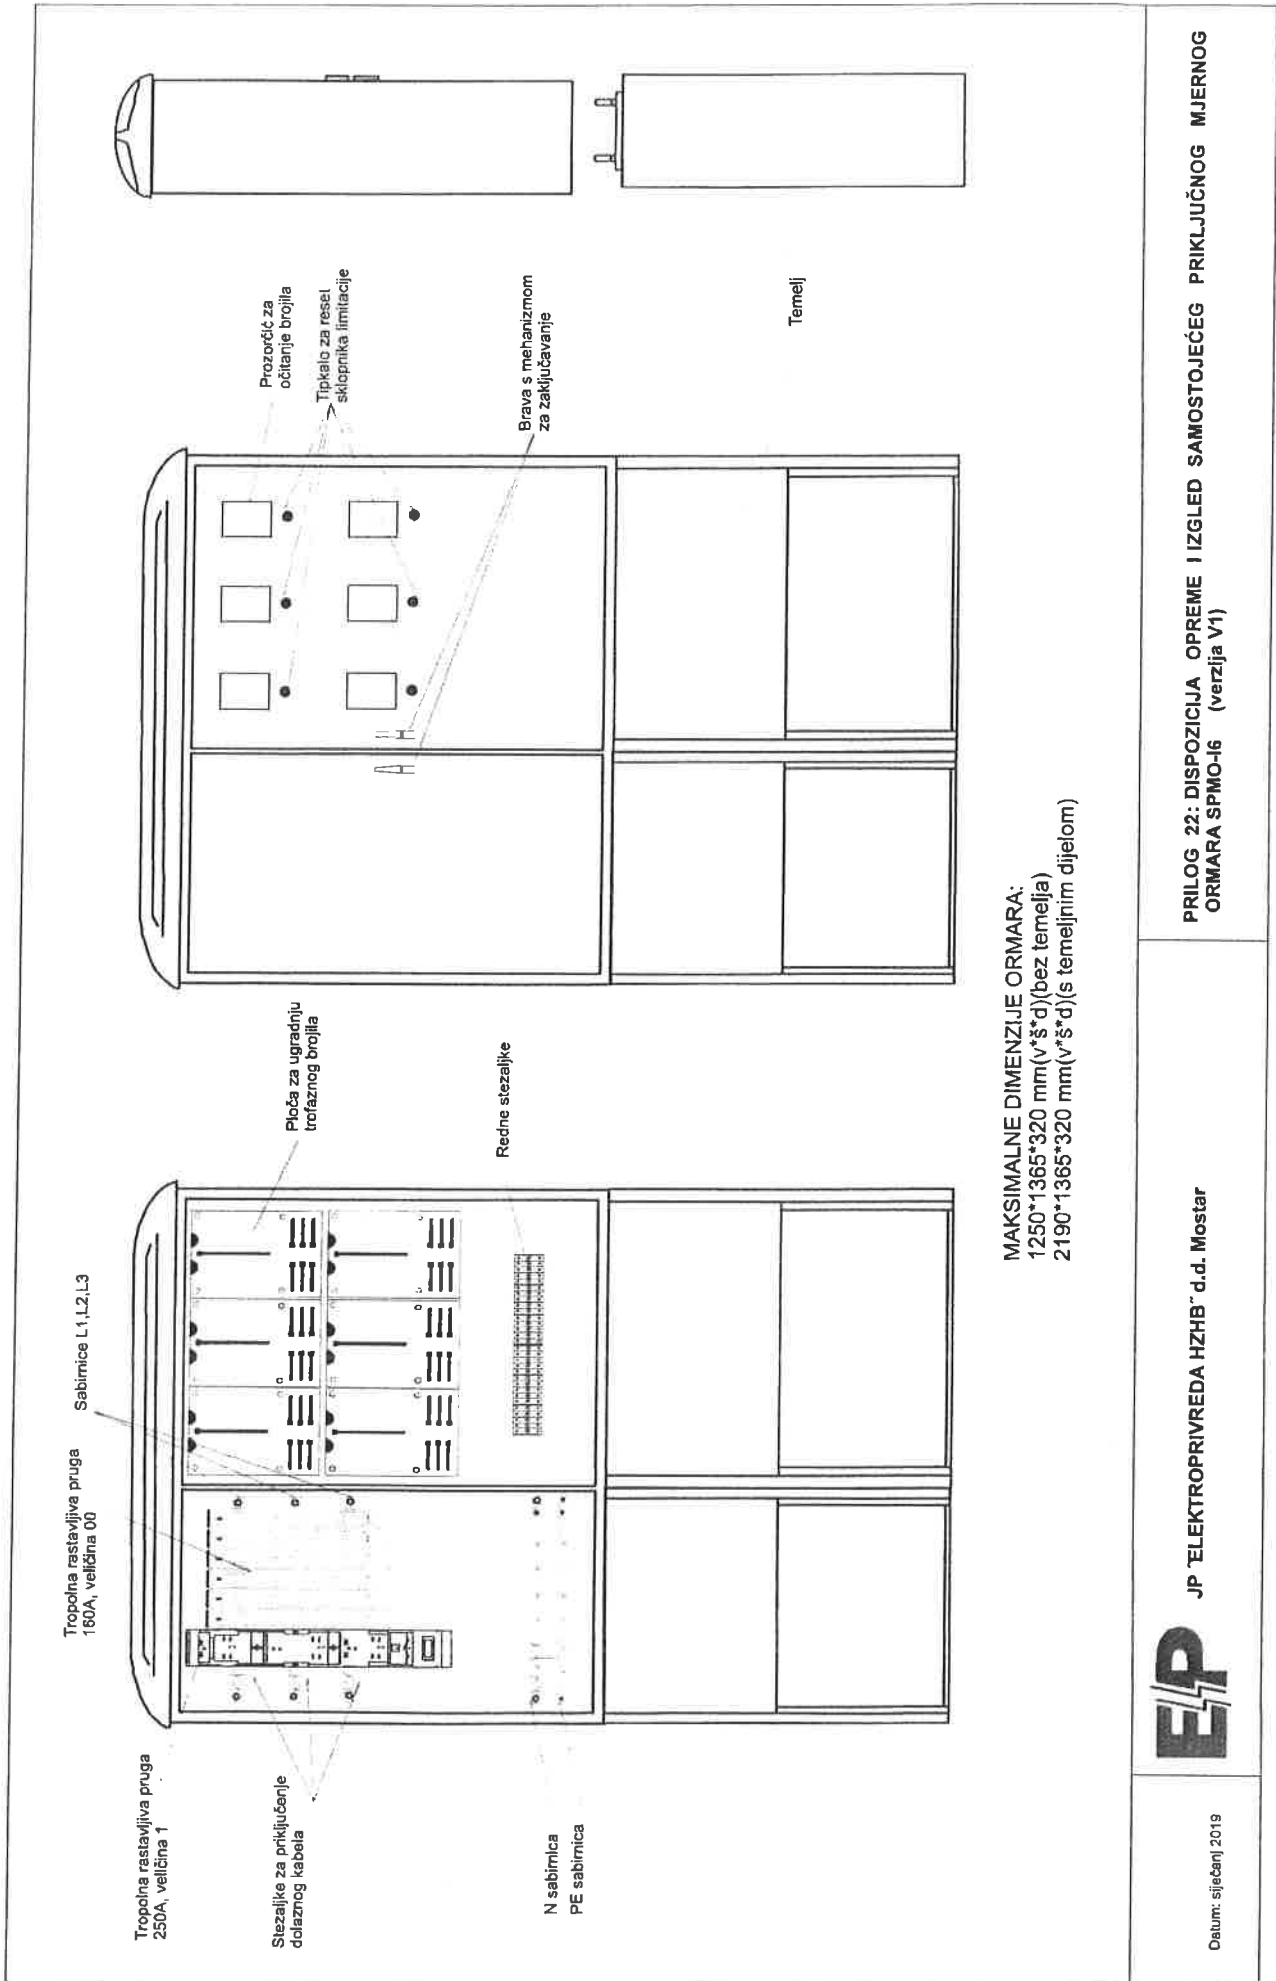 Tropolna rastavljiva pruga
250A, veličina 1
Tropolna rastavljiva pruga
160A, veličina 00
Sabirnice L1,L2,L3
Stezaljke za priključenje
dolaznog kabela
N sabirnica
PE sabirnica
Ploča za ugradnju
trofaznog brojila
Redne stezaljke
Prozorčić za
očitanje brojila
Tipkalo za reset
sklopnika limitacije
Brava s mehanizmom
za zaključavanje
Temelj
MAKSIMALNE DIMENZIJE ORMARA:
1250*1365*320 mm(v*š*d)(bez temelja)
2190*1365*320 mm(v*š*d)(s temeljnim dijelom)
Datum: siječanj 2019
EP
JP "ELEKTROPRIVREDA HZHB" d.d. Mostar
PRILOG 22: DISPOZICIJA OPREME I IZGLED SAMOSTOJEĆEG PRIKLJUČNOG MJERNOG
ORMARA SPMO-I6 (verzija V1)